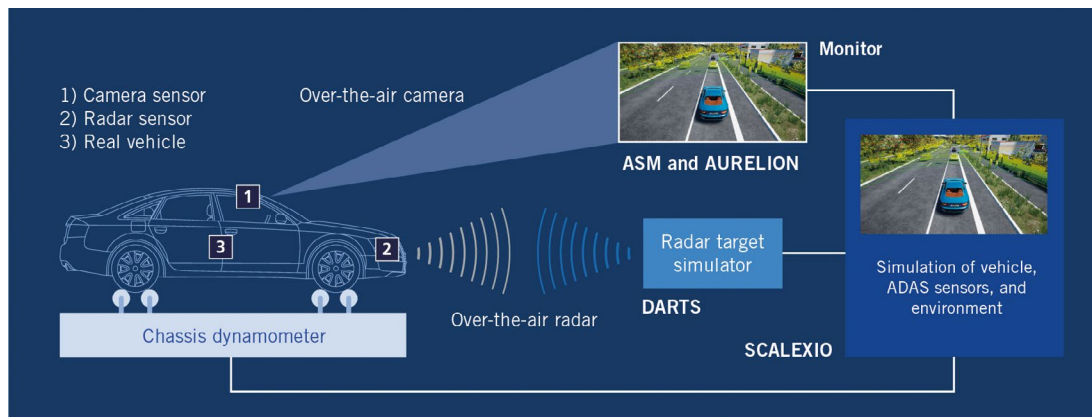 1) Camera sensor
2) Radar sensor
3) Real vehicle
Over-the-air camera
Monitor
ASM and AURELION
1
2
3
Radar target
simulator
DARTS
Over-the-air radar
Chassis dynamometer
Simulation of vehicle,
ADAS sensors, and
environment
SCALEXIO